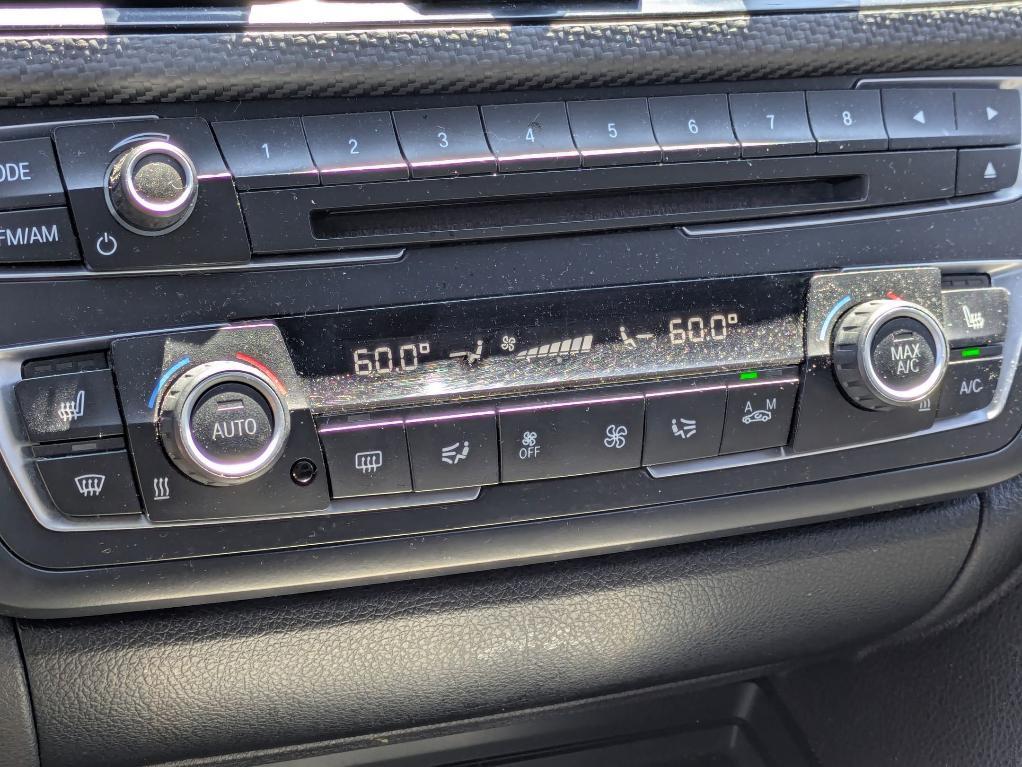 ODE
1 2 3 4 5 6 7 8
FM/AM
60.0° 60.0°
MAX
A/C
AUTO
A M
A/C
OFF